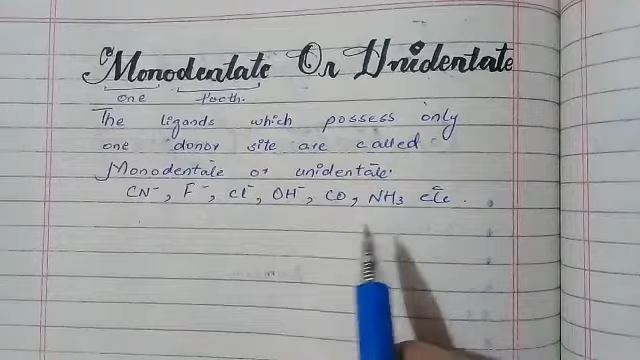 Monodentate Or Unidentate
one tooth.
The ligands which possess only
one donor site are called
Monodentate or unidentate.
CN⁻, F⁻, Cl⁻, OH⁻, CO, NH₃ etc.